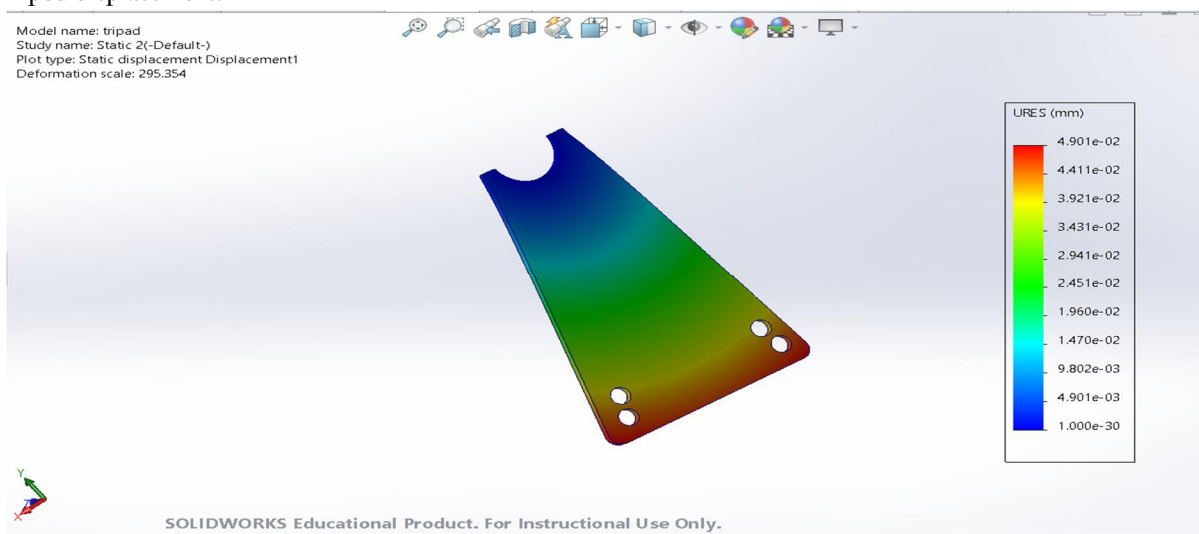 Model name: tripad
Study name: Static 2(-Default-)
Plot type: Static displacement Displacement1
Deformation scale: 295.354
URES (mm)
4.901e-02
4.411e-02
3.921e-02
3.431e-02
2.941e-02
2.451e-02
1.960e-02
1.470e-02
9.802e-03
4.901e-03
1.000e-30
Y
Z
X
SOLIDWORKS Educational Product. For Instructional Use Only.